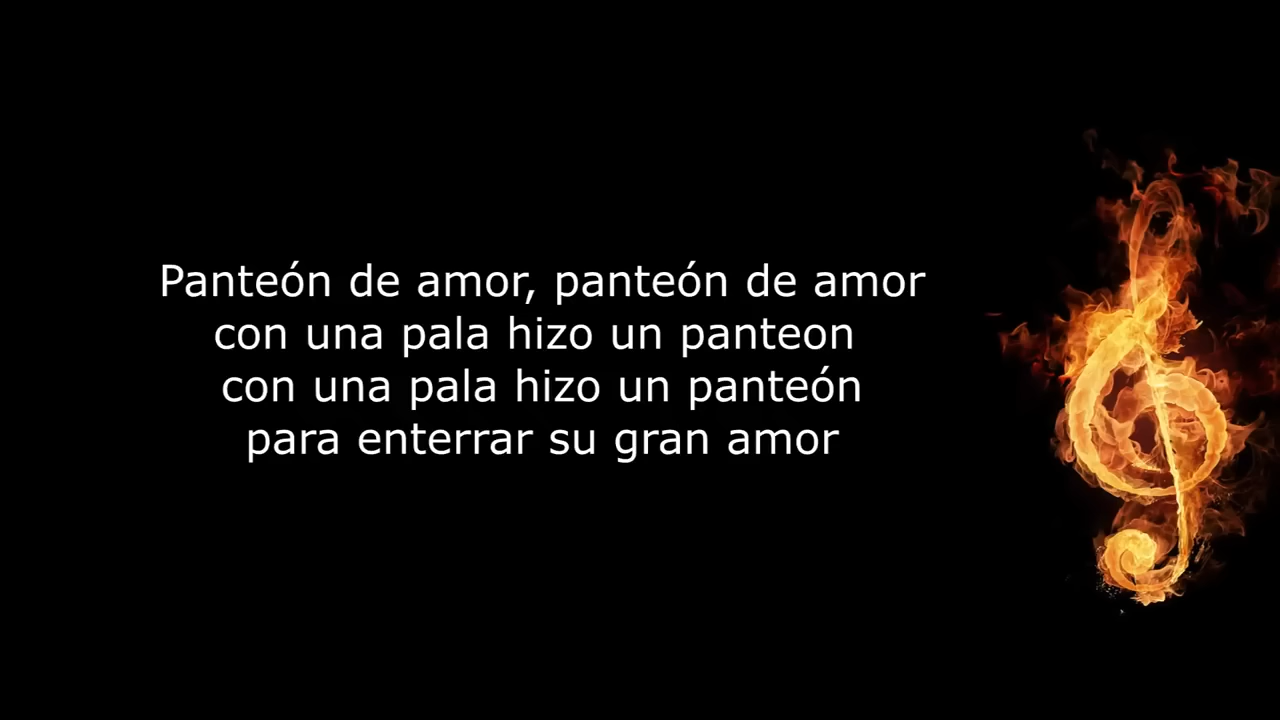 Panteón de amor, panteón de amor
con una pala hizo un panteon
con una pala hizo un panteón
para enterrar su gran amor